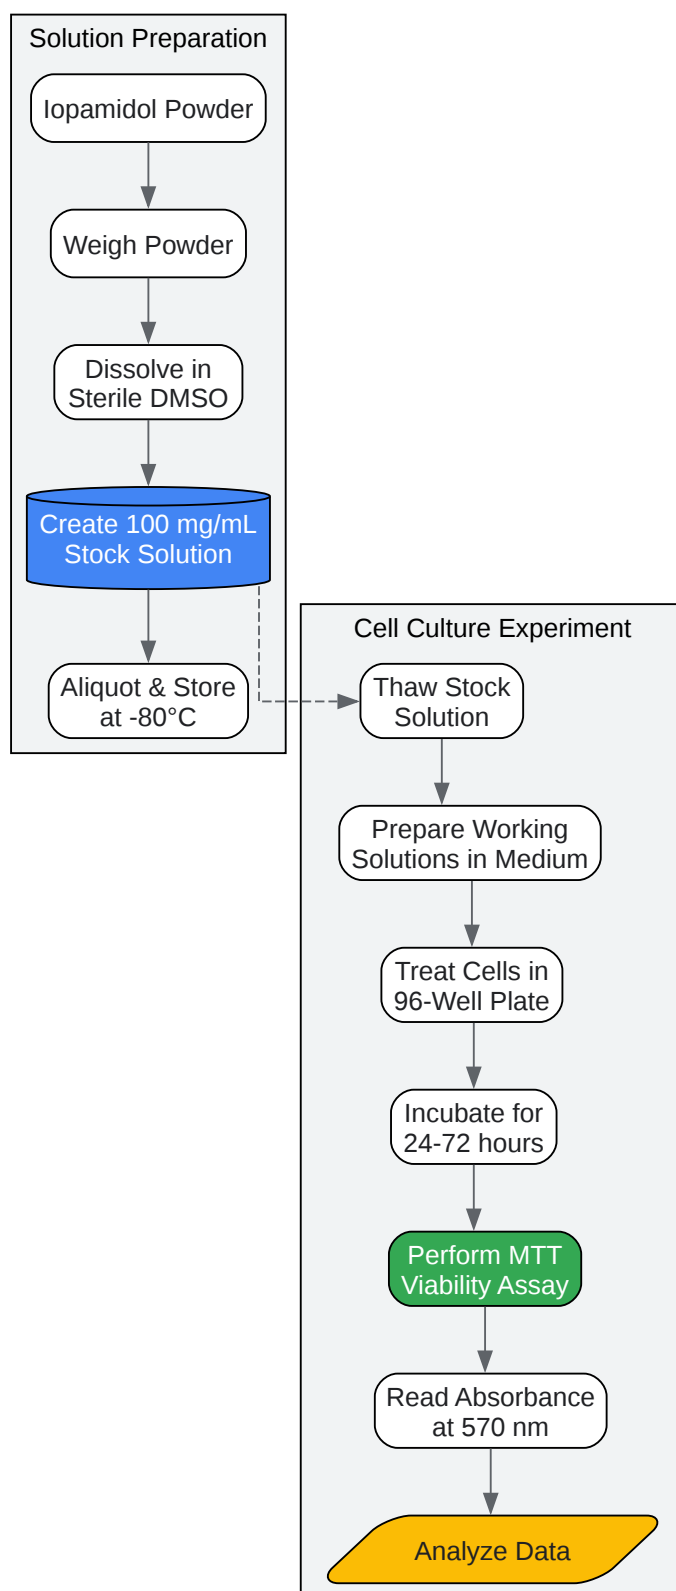 Solution Preparation
Iopamidol Powder
Weigh Powder
Dissolve in
Sterile DMSO
Create 100 mg/mL
Stock Solution
Aliquot & Store
at -80°C
Cell Culture Experiment
Thaw Stock
Solution
Prepare Working
Solutions in Medium
Treat Cells in
96-Well Plate
Incubate for
24-72 hours
Perform MTT
Viability Assay
Read Absorbance
at 570 nm
Analyze Data